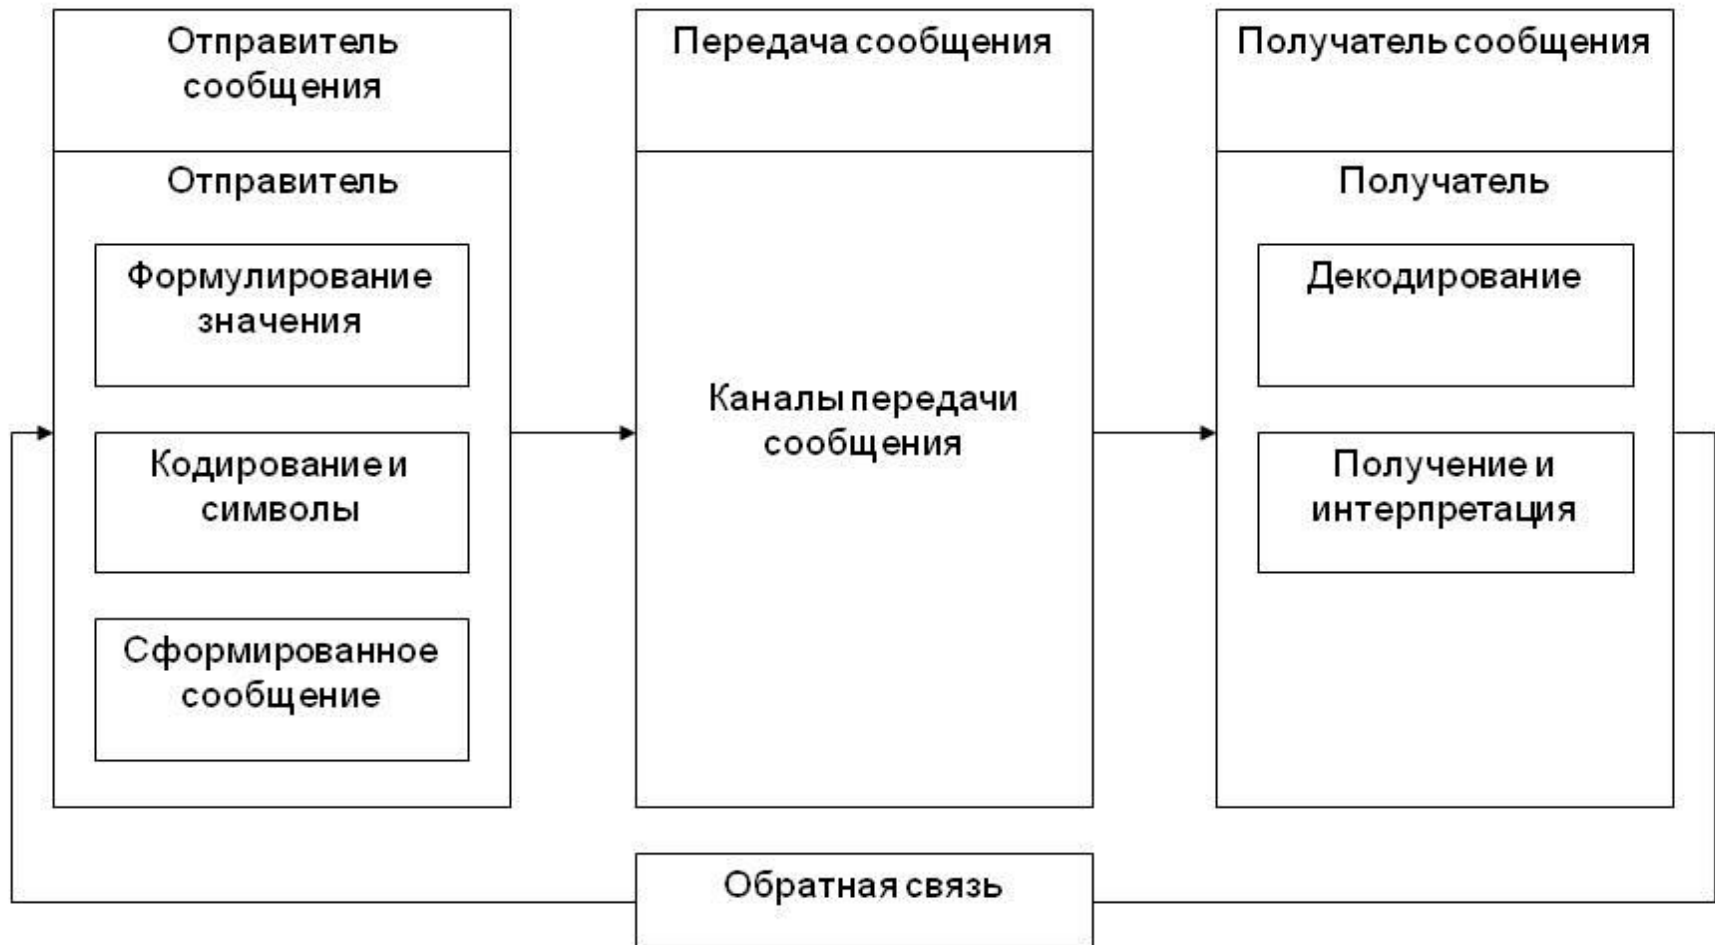 Отправитель
сообщения
Отправитель
Формулирование
значения
Кодирование и
символы
Сформированное
сообщение
Передача сообщения
Каналы передачи
сообщения
Получатель сообщения
Получатель
Декодирование
Получение и
интерпретация
Обратная связь